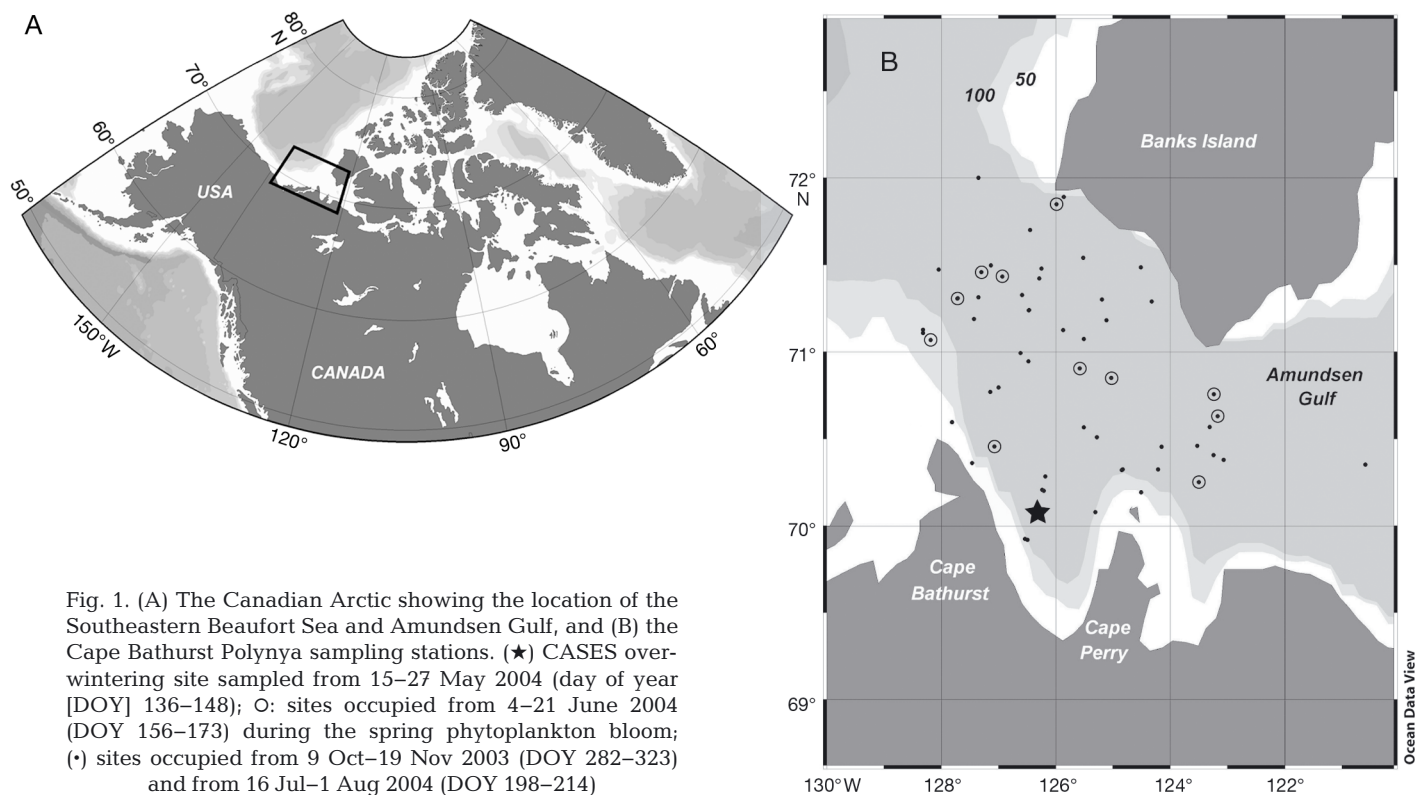 A
80°
N
70°
60°
50°
USA
CANADA
150°W
120°
90°
60°
B
50
100
Banks Island
72°
N
71°
Amundsen
Gulf
70°
Cape
Bathurst
Cape
Perry
69°
130°W
128°
126°
124°
122°
Ocean Data View
Fig. 1. (A) The Canadian Arctic showing the location of the
Southeastern Beaufort Sea and Amundsen Gulf, and (B) the
Cape Bathurst Polynya sampling stations. (★) CASES over-
wintering site sampled from 15–27 May 2004 (day of year
[DOY] 136–148); O: sites occupied from 4–21 June 2004
(DOY 156–173) during the spring phytoplankton bloom;
(•) sites occupied from 9 Oct–19 Nov 2003 (DOY 282–323)
and from 16 Jul–1 Aug 2004 (DOY 198–214)